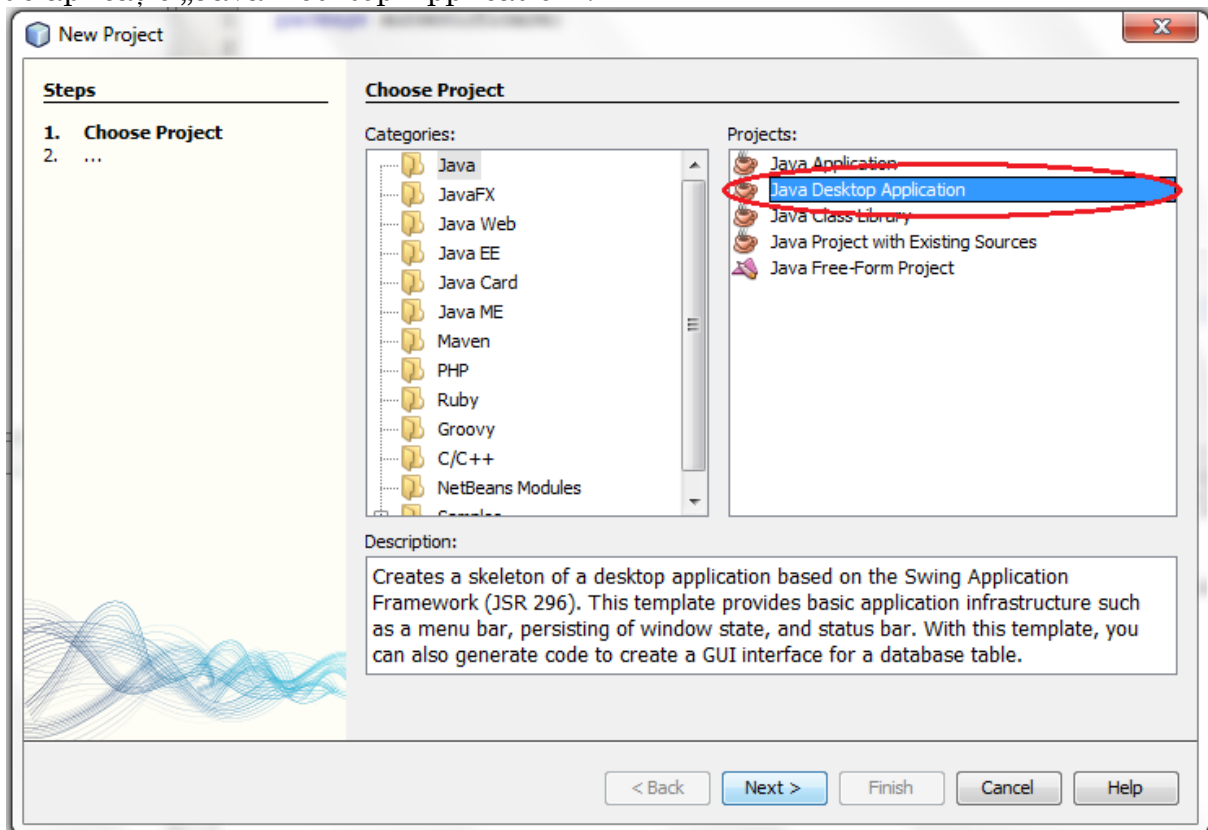 „Java Desktop Application”.
New Project
Steps
1. Choose Project
2. ...
Choose Project
Categories:
Java
JavaFX
Java Web
Java EE
Java Card
Java ME
Maven
PHP
Ruby
Groovy
C/C++
NetBeans Modules
Samples
Projects:
Java Application
Java Desktop Application
Java Class Library
Java Project with Existing Sources
Java Free-Form Project
Description:
Creates a skeleton of a desktop application based on the Swing Application
Framework (JSR 296). This template provides basic application infrastructure such
as a menu bar, persisting of window state, and status bar. With this template, you
can also generate code to create a GUI interface for a database table.
< Back
Next >
Finish
Cancel
Help